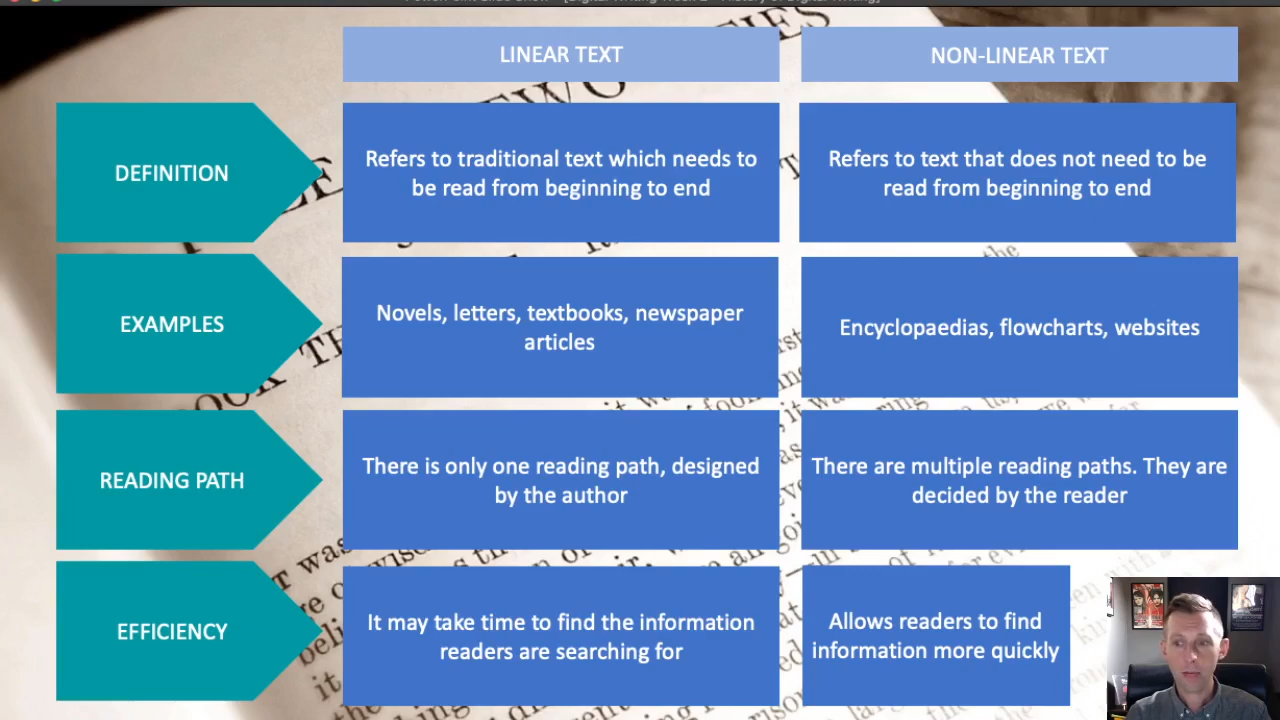 LINEAR TEXT
NON-LINEAR TEXT
DEFINITION
Refers to traditional text which needs to
be read from beginning to end
Refers to text that does not need to be
read from beginning to end
EXAMPLES
Novels, letters, textbooks, newspaper
articles
Encyclopaedias, flowcharts, websites
READING PATH
There is only one reading path, designed
by the author
There are multiple reading paths. They are
decided by the reader
EFFICIENCY
It may take time to find the information
readers are searching for
Allows readers to find
information more quickly